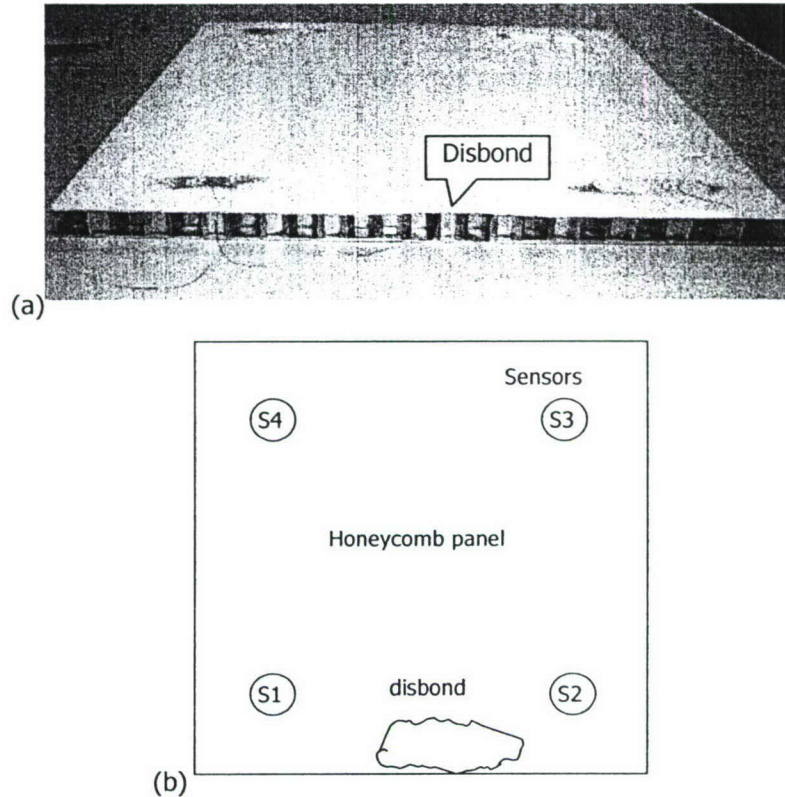 Disbond
(a)
Sensors
S4
S3
Honeycomb panel
S1
disbond
S2
(b)